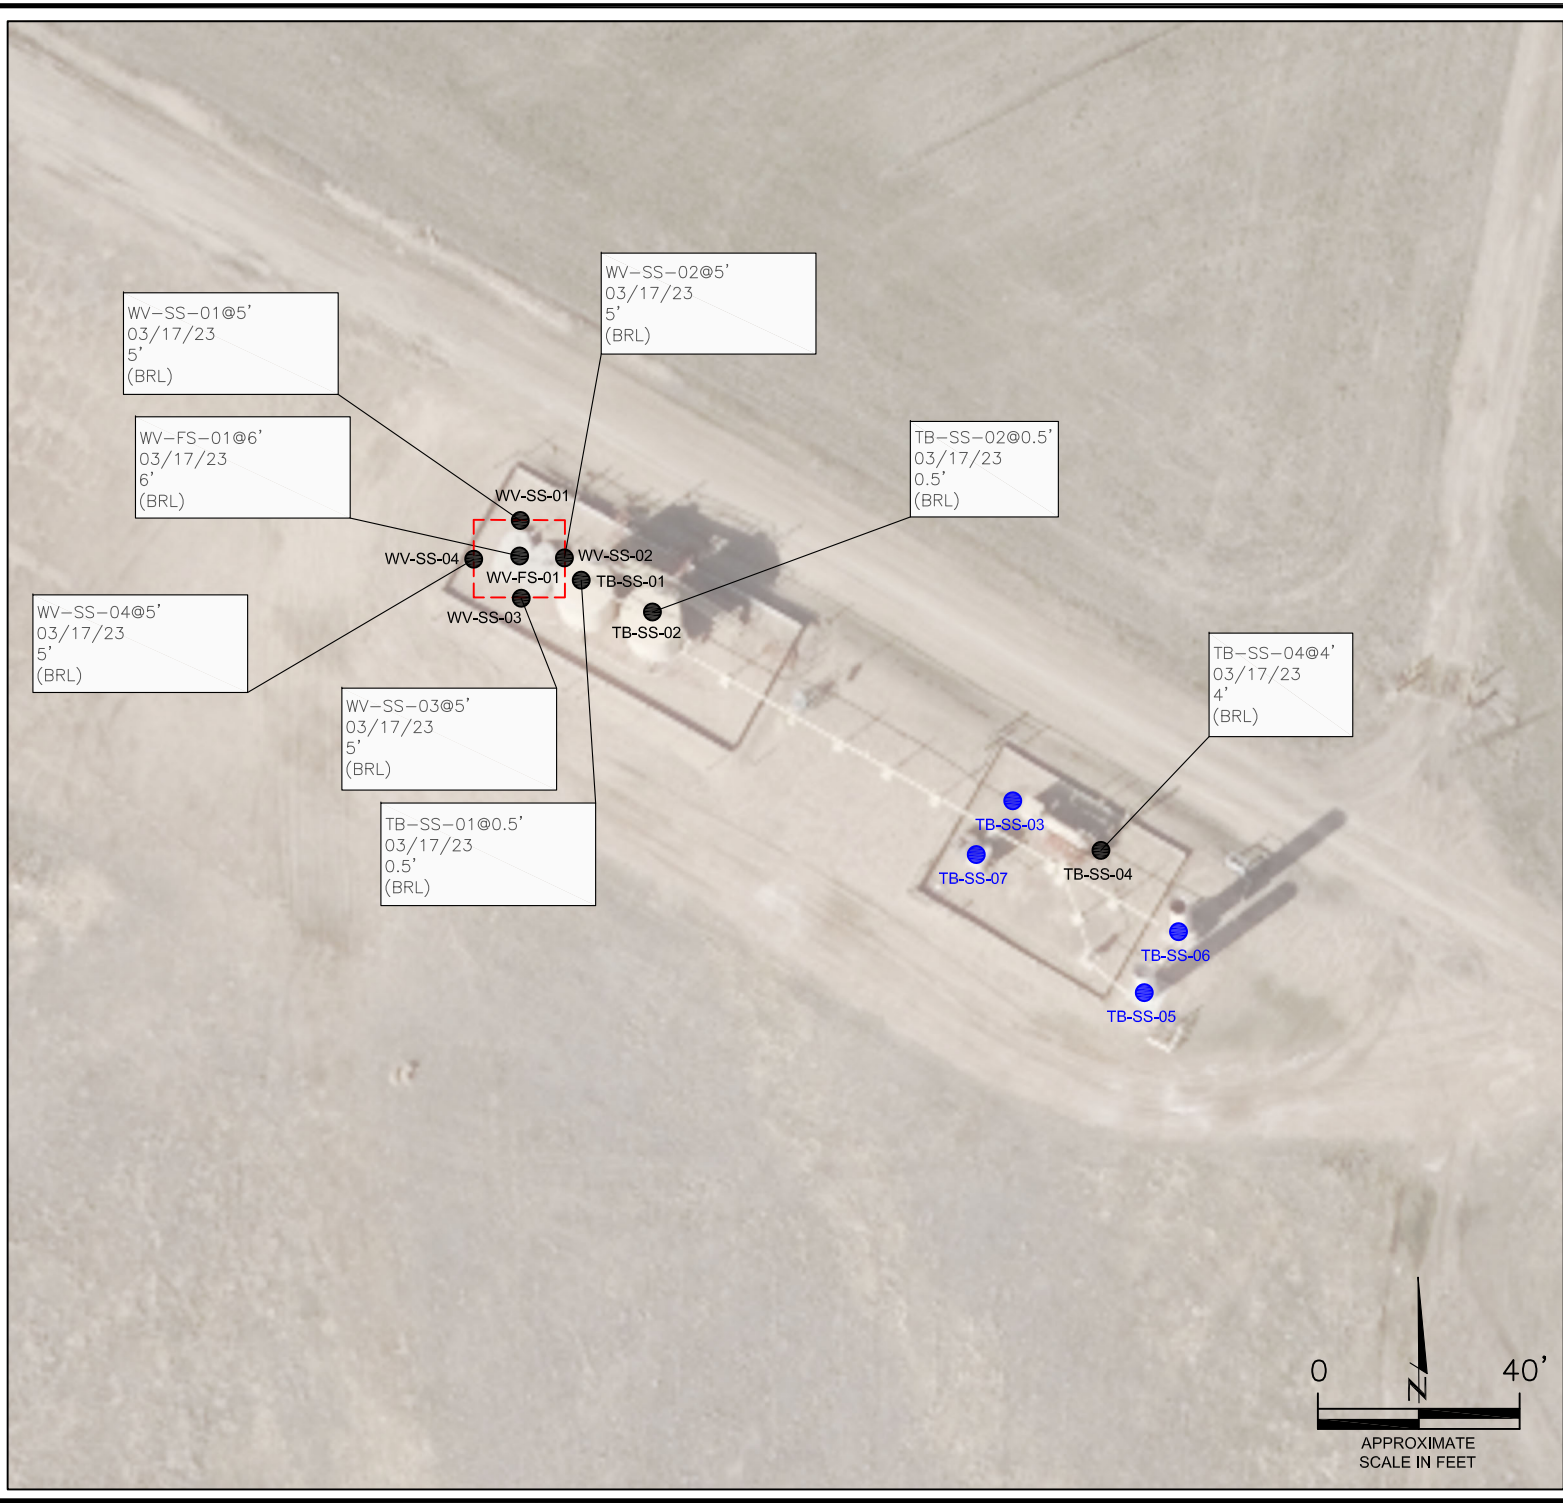 WV-SS-02@5'
03/17/23
5'
(BRL)
WV-SS-01@5'
03/17/23
5'
(BRL)
WV-FS-01@6'
03/17/23
6'
(BRL)
TB-SS-02@0.5'
03/17/23
0.5'
(BRL)
WV-SS-01
WV-SS-04
WV-FS-01
WV-SS-02
TB-SS-01
WV-SS-03
TB-SS-02
WV-SS-04@5'
03/17/23
5'
(BRL)
TB-SS-04@4'
03/17/23
4'
(BRL)
WV-SS-03@5'
03/17/23
5'
(BRL)
TB-SS-01@0.5'
03/17/23
0.5'
(BRL)
TB-SS-03
TB-SS-07
TB-SS-04
TB-SS-06
TB-SS-05
0 40'
N
APPROXIMATE
SCALE IN FEET